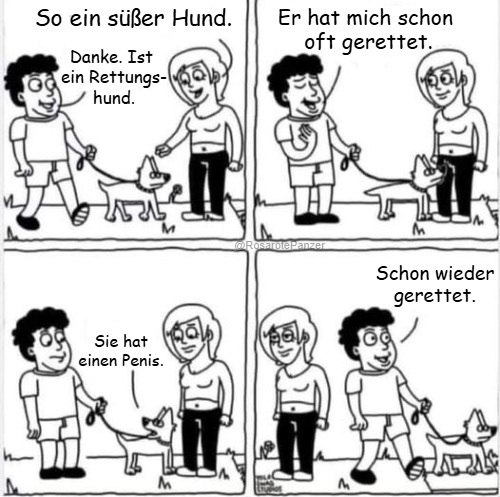 So ein süßer Hund.
Danke. Ist
ein Rettungs-
hund.
Er hat mich schon
oft gerettet.
@RosarotePanzer
Sie hat
einen Penis.
Schon wieder
gerettet.